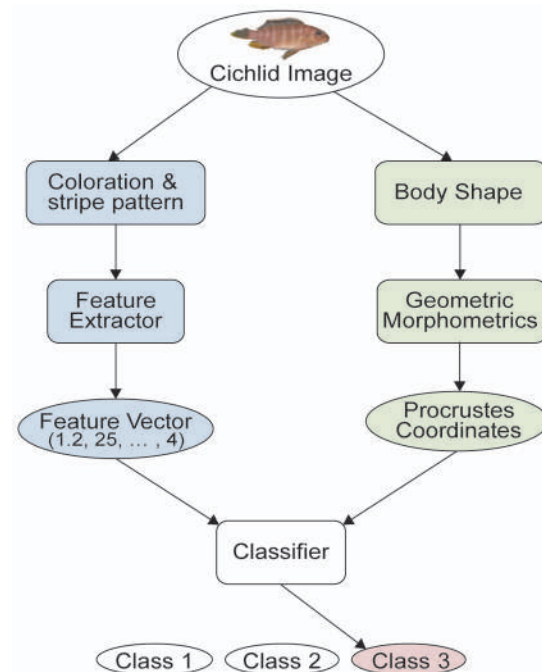 Cichlid Image
Coloration &
stripe pattern
Body Shape
Feature
Extractor
Geometric
Morphometrics
Feature Vector
(1.2, 25, ... , 4)
Procrustes
Coordinates
Classifier
Class 1
Class 2
Class 3